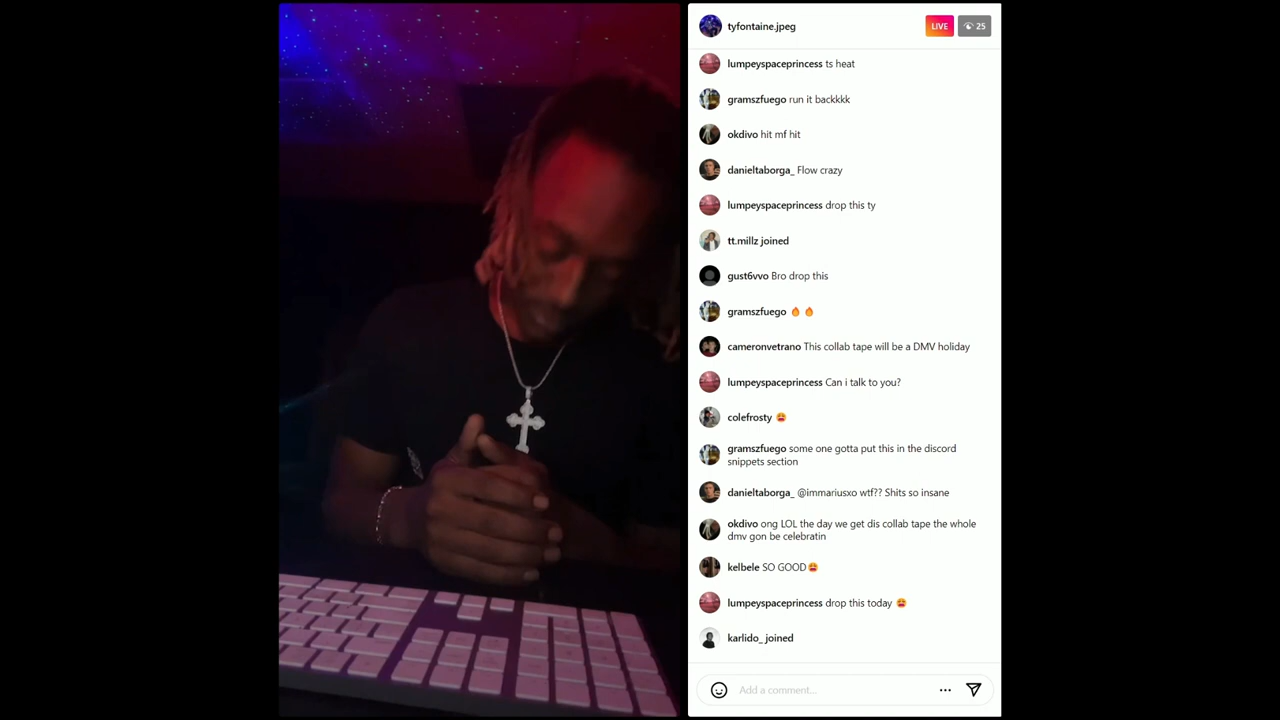 tyfontaine.jpeg
LIVE
25
lumpeyspaceprincess ts heat
gramszfuego run it backkkk
okdivo hit mf hit
danieltaborga_ Flow crazy
lumpeyspaceprincess drop this ty
tt.millz joined
gust6vvo Bro drop this
gramszfuego 🔥 🔥
cameronvetrano This collab tape will be a DMV holiday
lumpeyspaceprincess Can i talk to you?
colefrosty 🤩
gramszfuego some one gotta put this in the discord
snippets section
danieltaborga_ @immariusxo wtf?? Shits so insane
okdivo ong LOL the day we get dis collab tape the whole
dmv gon be celebratin
kelbele SO GOOD🤩
lumpeyspaceprincess drop this today 🤩
karlido_ joined
Add a comment...